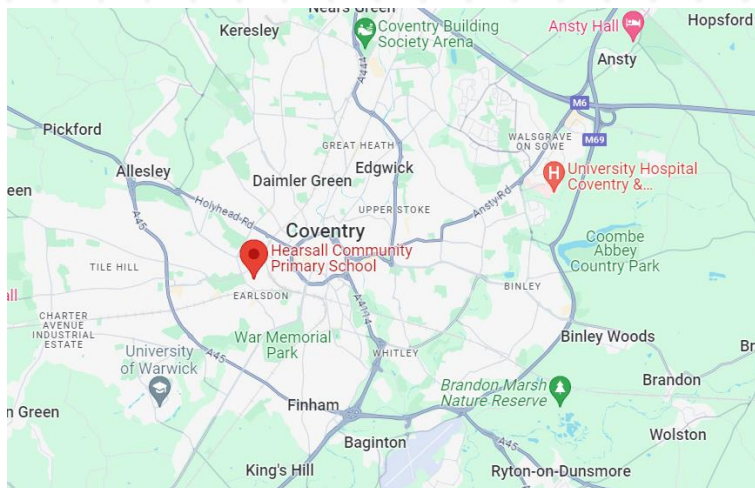 Nears Green
Keresley
Coventry Building
Society Arena
Ansty Hall
Hopsford
Ansty
A444
M6
M69
Pickford
WALSGRAVE
ON SOWE
GREAT HEATH
Allesley
Edgwick
University Hospital
Coventry &...
Daimler Green
een
Holyhead Rd
UPPER STOKE
Ansty Rd
A45
Coventry
Hearsall Community
Primary School
Coombe
Abbey
Country Park
TILE HILL
all
EARLSDON
BINLEY
A4114
CHARTER
AVENUE
INDUSTRIAL
ESTATE
War Memorial
Park
Binley Woods
WHITLEY
Br
University
of Warwick
A45
Brandon Marsh
Nature Reserve
Brandon
n Green
Finham
Wolston
Baginton
A45
King's Hill
Ryton-on-Dunsmore